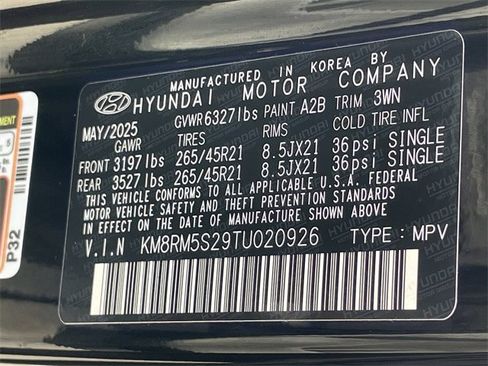 MANUFACTURED IN KOREA BY
HYUNDAI MOTOR COMPANY
MAY/2025 GVWR 6327lbs PAINT A2B TRIM 3WN
GAWR TIRES RIMS COLD TIRE INFL
FRONT 3197lbs 265/45R21 8.5JX21 36psi SINGLE
REAR 3527lbs 265/45R21 8.5JX21 36psi SINGLE
THIS VEHICLE CONFORMS TO ALL APPLICABLE U.S.A. FEDERAL
MOTOR VEHICLE SAFETY AND THEFT PREVENTION STANDARDS
IN EFFECT ON THE DATE OF MANUFACTURE SHOWN ABOVE.
V.I.N KM8RM5S29TU020926 TYPE : MPV
P32